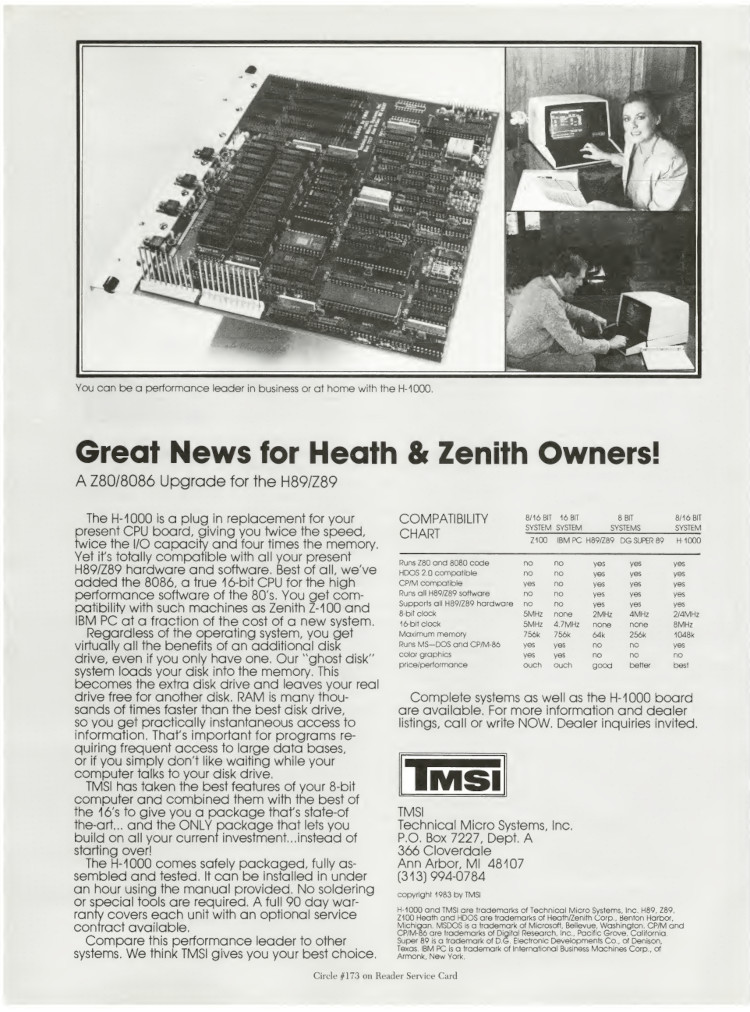 You can be a performance leader in business or at home with the H-1000.
Great News for Heath & Zenith Owners!
A Z80/8086 Upgrade for the H89/Z89
The H-1000 is a plug in replacement for your
present CPU board, giving you twice the speed,
twice the I/O capacity and four times the memory.
Yet it's totally compatible with all your present
H89/Z89 hardware and software. Best of all, we've
added the 8086, a true 16-bit CPU for the high
performance software of the 80's. You get com-
patibility with such machines as Zenith Z-100 and
IBM PC at a fraction of the cost of a new system.
Regardless of the operating system, you get
virtually all the benefits of an additional disk
drive, even if you only have one. Our "ghost disk"
system loads your disk into the memory. This
becomes the extra disk drive and leaves your real
drive free for another disk. RAM is many thou-
sands of times faster than the best disk drive,
so you get practically instantaneous access to
information. That's important for programs re-
quiring frequent access to large data bases,
or if you simply don't like waiting while your
computer talks to your disk drive.
TMSI has taken the best features of your 8-bit
computer and combined them with the best of
the 16's to give you a package that's state-of
the-art... and the ONLY package that lets you
build on all your current investment...instead of
starting over!
The H-1000 comes safely packaged, fully as-
sembled and tested. It can be installed in under
an hour using the manual provided. No soldering
or special tools are required. A full 90 day war-
ranty covers each unit with an optional service
contract available.
Compare this performance leader to other
systems. We think TMSI gives you your best choice.
COMPATIBILITY CHART
8/16 BIT SYSTEM 16 BIT SYSTEM 8 BIT SYSTEMS 8/16 BIT SYSTEM
Z100 IBM PC H89/Z89 DG SUPER 89 H-1000
Runs Z80 and 8080 code no no yes yes yes
HDOS 2.0 compatible no no yes yes yes
CP/M compatible yes no yes yes yes
Runs all H89/Z89 software no no yes yes yes
Supports all H89/Z89 hardware no no yes yes yes
8-bit clock 5MHz none 2MHz 4MHz 2/4MHz
16-bit clock 5MHz 4.7MHz none none 8MHz
Maximum memory 756k 756k 64k 256k 1048k
Runs MS—DOS and CP/M-86 yes yes no no yes
color graphics yes yes no no no
price/performance ouch ouch good better best
Complete systems as well as the H-1000 board
are available. For more information and dealer
listings, call or write NOW. Dealer inquiries invited.
TMSI
TMSI
Technical Micro Systems, Inc.
P.O. Box 7227, Dept. A
366 Cloverdale
Ann Arbor, MI 48107
(313) 994-0784
copyright 1983 by TMSI
H-1000 and TMSI are trademarks of Technical Micro Systems, Inc. H89, Z89,
Z100 Heath and HDOS are trademarks of Heath/Zenith Corp., Benton Harbor,
Michigan. MSDOS is a trademark of Microsoft, Bellevue, Washington. CP/M and
CP/M-86 are trademarks of Digital Research, Inc., Pacific Grove, California.
Super 89 is a trademark of D.G. Electronic Developments Co., of Denison,
Texas. IBM PC is a trademark of International Business Machines Corp., of
Armonk, New York.
Circle #173 on Reader Service Card